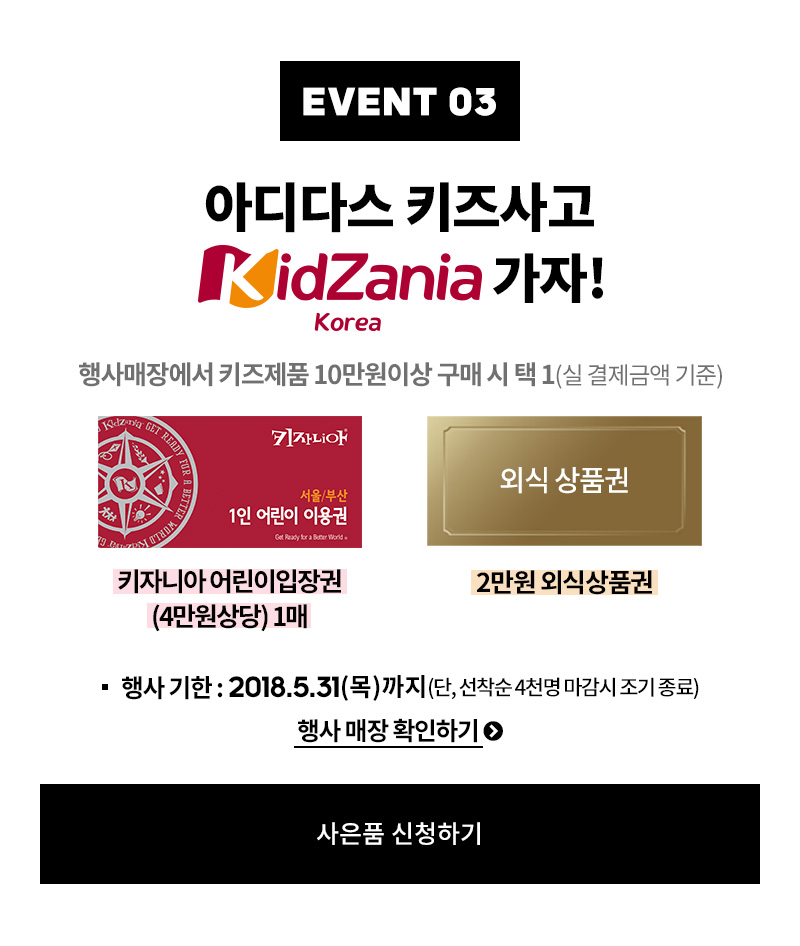 EVENT 03
아디다스 키즈사고
KidZania 가자!
Korea
행사매장에서 키즈제품 10만원이상 구매 시 택 1(실 결제금액 기준)
KidZania GET READY FOR A BETTER WORLD
키자니아
서울/부산
1인 어린이 이용권
Get Ready for a Better World
외식 상품권
키자니아 어린이입장권
(4만원상당) 1매
2만원 외식상품권
▪ 행사 기한 : 2018.5.31(목)까지(단, 선착순 4천명 마감시 조기 종료)
행사 매장 확인하기
사은품 신청하기